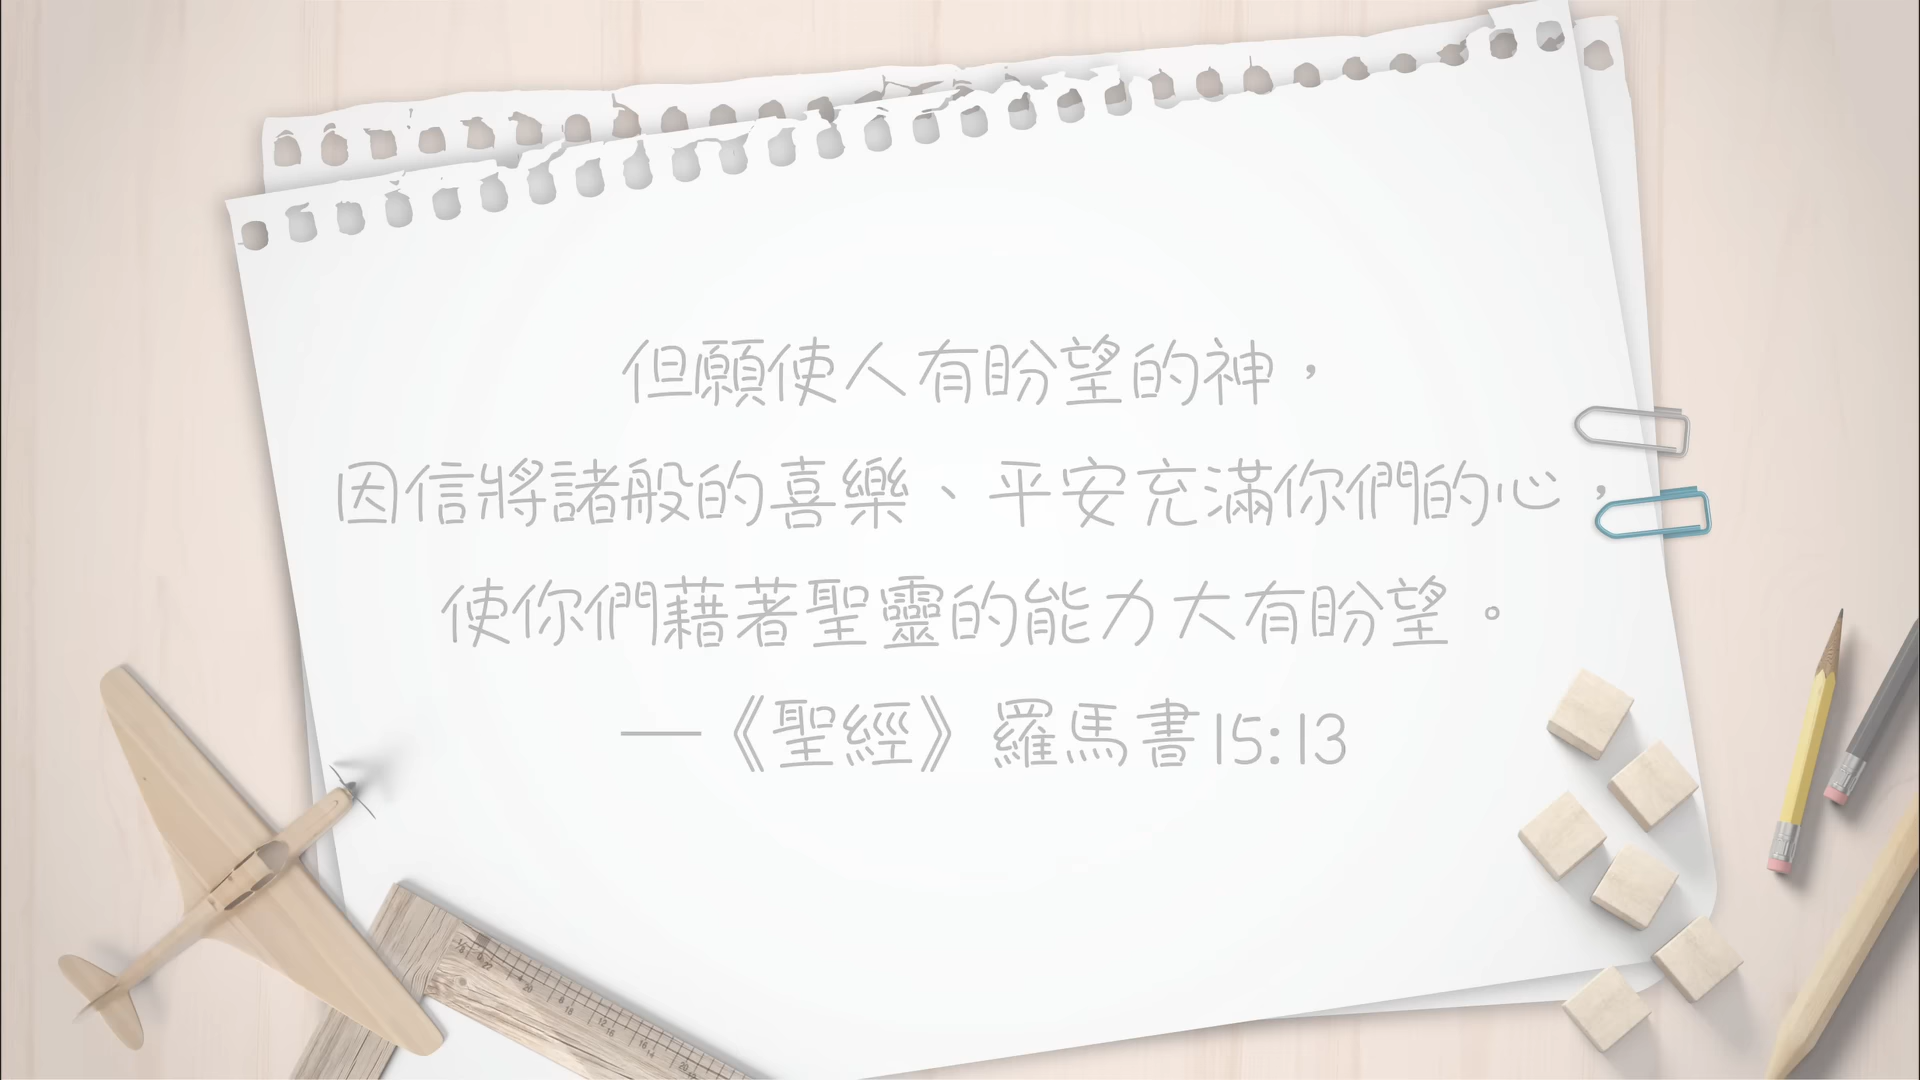 但願使人有盼望的神，
因信將諸般的喜樂、平安充滿你們的心，
使你們藉著聖靈的能力大有盼望。
—《聖經》羅馬書15:13